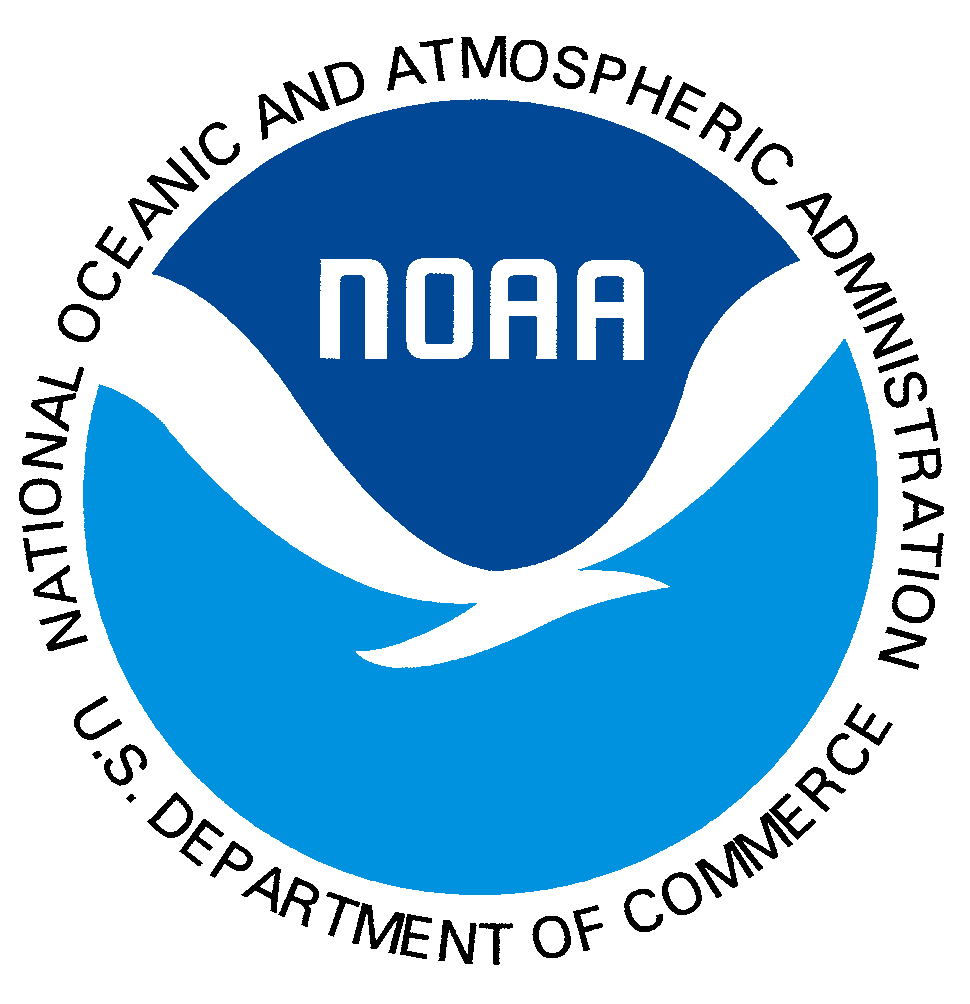 NATIONAL OCEANIC AND ATMOSPHERIC ADMINISTRATION
NOAA
U.S. DEPARTMENT OF COMMERCE